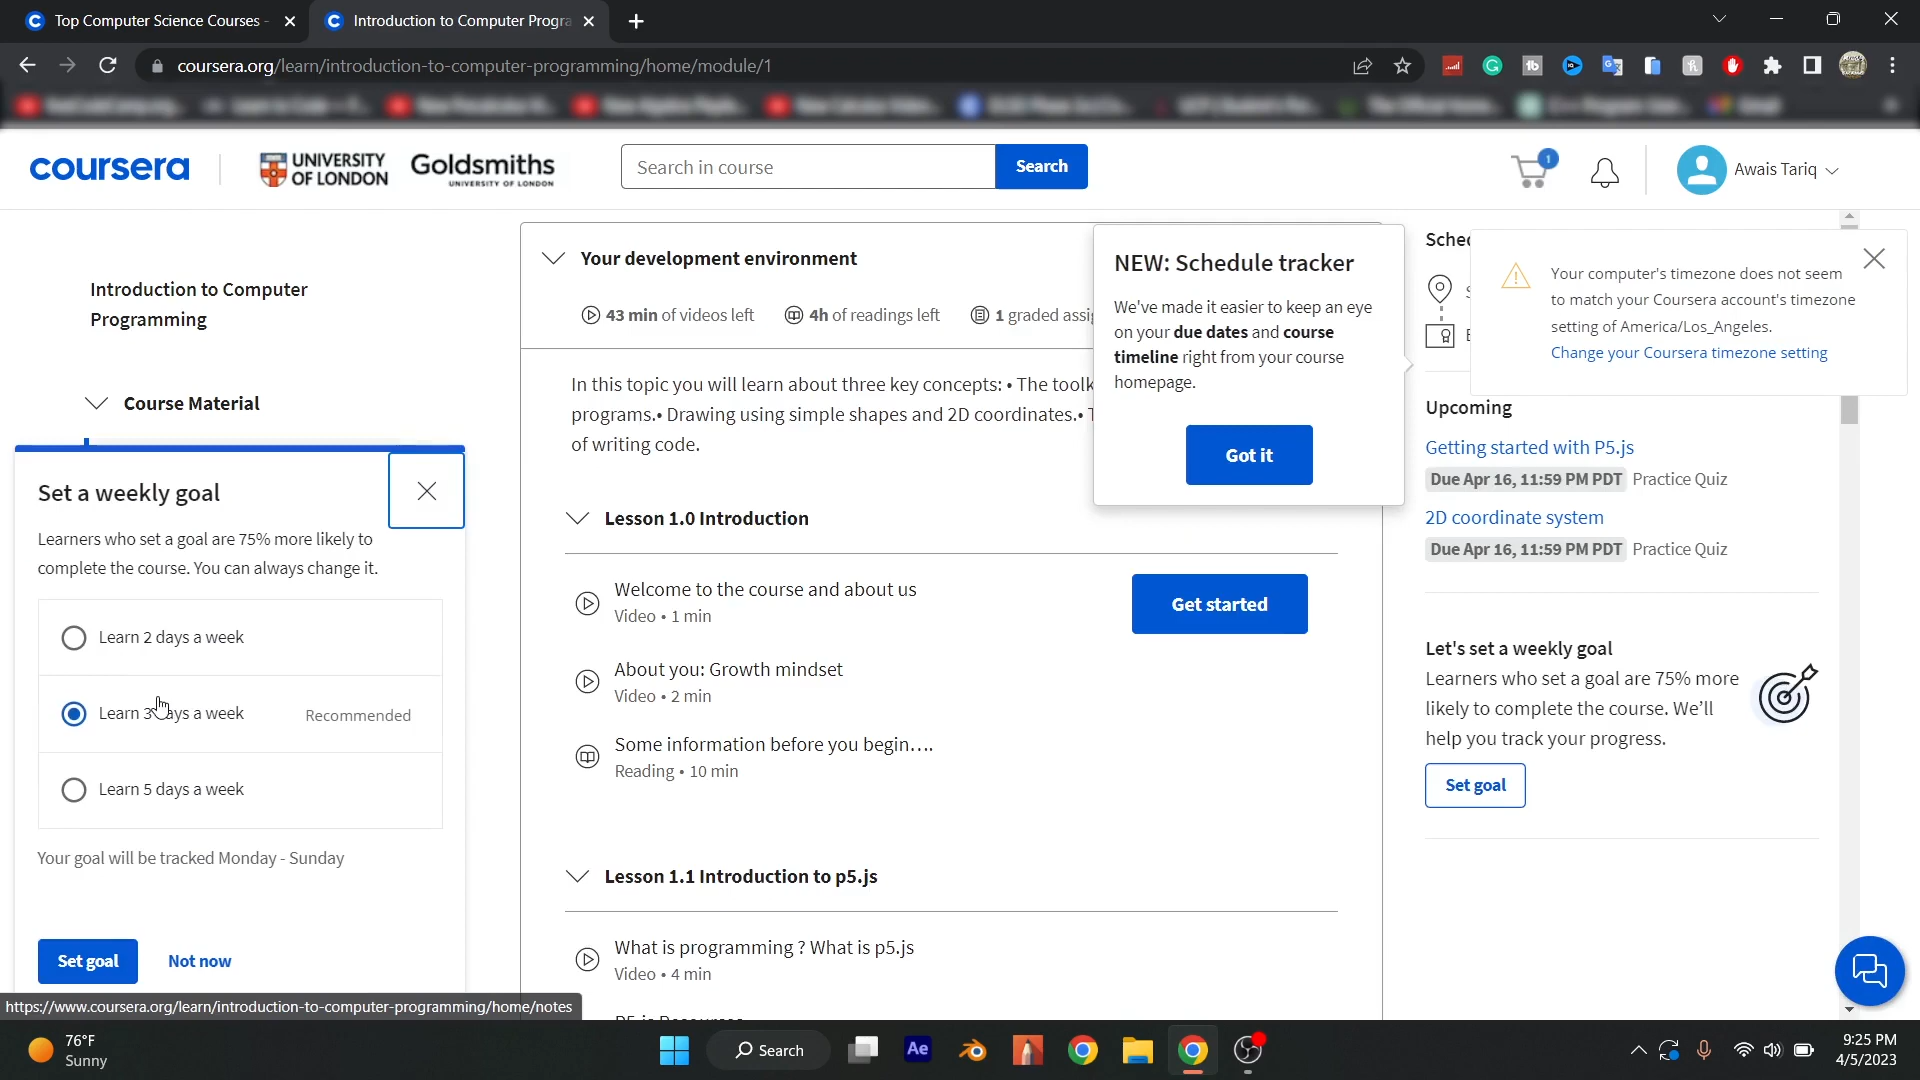 Top Computer Science Courses -
Introduction to Computer Progra
coursera.org/learn/introduction-to-computer-programming/home/module/1
coursera
UNIVERSITY OF LONDON
Goldsmiths
UNIVERSITY OF LONDON
Search in course
Search
1
Awais Tariq
Introduction to Computer
Programming
Course Material
Set a weekly goal
Learners who set a goal are 75% more likely to
complete the course. You can always change it.
Learn 2 days a week
Learn 3 days a week
Recommended
Learn 5 days a week
Your goal will be tracked Monday - Sunday
Set goal
Not now
https://www.coursera.org/learn/introduction-to-computer-programming/home/notes
Your development environment
43 min of videos left
4h of readings left
1 graded assi
In this topic you will learn about three key concepts: • The toolk
programs.• Drawing using simple shapes and 2D coordinates.• T
of writing code.
Lesson 1.0 Introduction
Welcome to the course and about us
Video • 1 min
Get started
About you: Growth mindset
Video • 2 min
Some information before you begin….
Reading • 10 min
Lesson 1.1 Introduction to p5.js
What is programming ? What is p5.js
Video • 4 min
NEW: Schedule tracker
We've made it easier to keep an eye
on your due dates and course
timeline right from your course
homepage.
Got it
Sche
Your computer's timezone does not seem
to match your Coursera account's timezone
setting of America/Los_Angeles.
Change your Coursera timezone setting
Upcoming
Getting started with P5.js
Due Apr 16, 11:59 PM PDT Practice Quiz
2D coordinate system
Due Apr 16, 11:59 PM PDT Practice Quiz
Let's set a weekly goal
Learners who set a goal are 75% more
likely to complete the course. We'll
help you track your progress.
Set goal
76°F
Sunny
Search
Ae
9:25 PM
4/5/2023